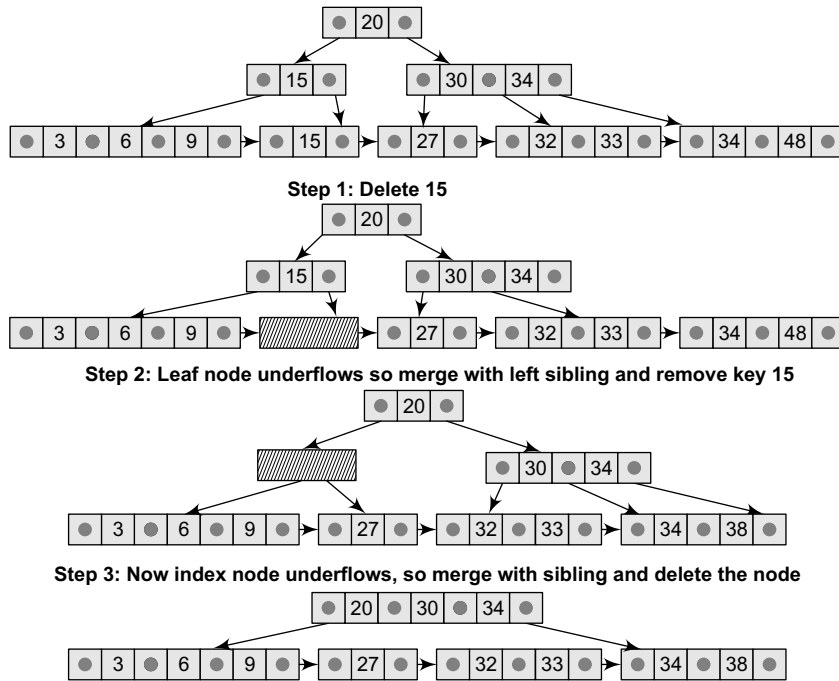 20
15 30 34
3 6 9 15 27 32 33 34 48
Step 1: Delete 15
20
15 30 34
3 6 9 27 32 33 34 48
Step 2: Leaf node underflows so merge with left sibling and remove key 15
20
30 34
3 6 9 27 32 33 34 38
Step 3: Now index node underflows, so merge with sibling and delete the node
20 30 34
3 6 9 27 32 33 34 38